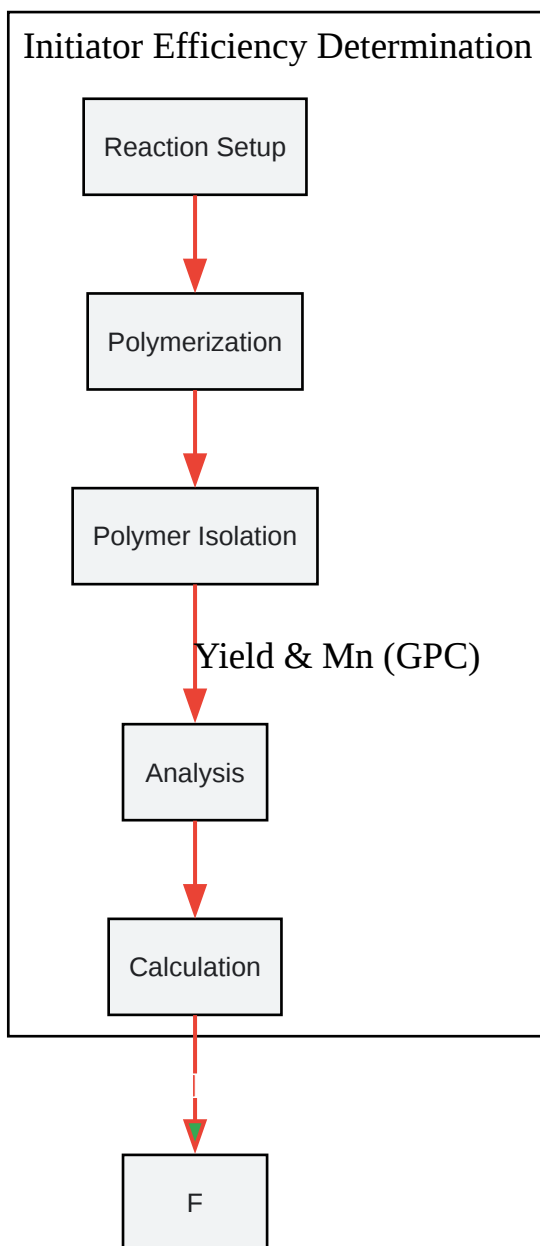 Initiator Efficiency Determination
Reaction Setup
Polymerization
Polymer Isolation
Yield & Mn (GPC)
Analysis
Calculation
F